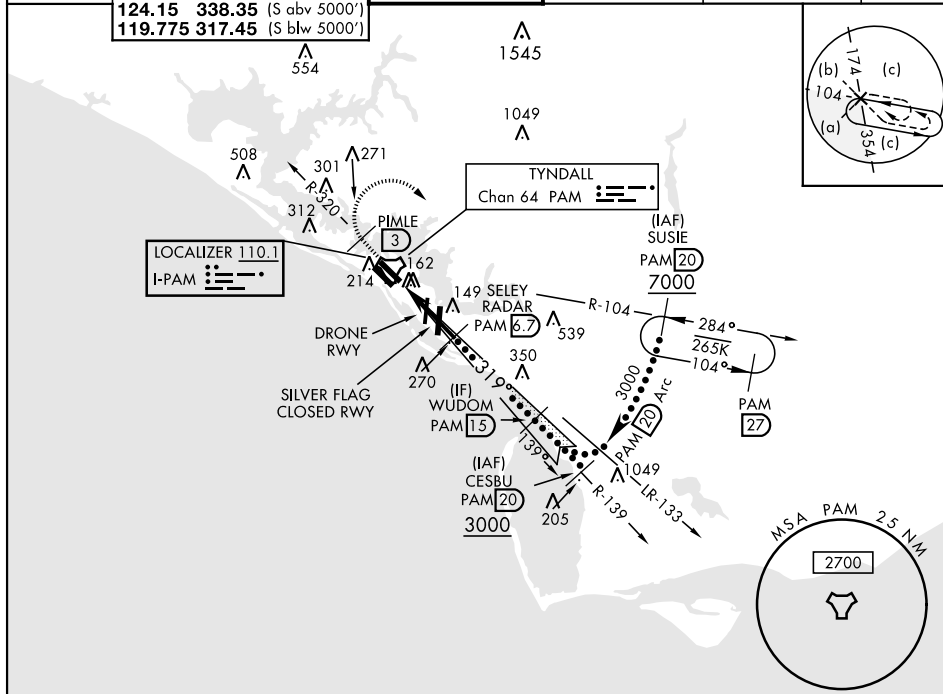 124.15 338.35 (S abv 5000')
119.775 317.45 (S blw 5000')
554
1545
1049
508
301
271
R-320
312
TYNDALL
Chan 64 PAM
PIMLE
3
LOCALIZER 110.1
I-PAM
162
214
149
SELEY
RADAR
PAM 6.7
539
DRONE
RWY
SILVER FLAG
CLOSED RWY
270
350
319°
(IF)
WUDOM
PAM 15
139°
(IAF)
CESBU
PAM 20
3000
205
R-139
LR-133
1049
(IAF)
SUSIE
PAM 20
7000
R-104
284°
265K
104°
3000
PAM 20 Arc
PAM
27
(b)
174
(c)
104
(a)
354
(c)
MSA PAM 25 NM
2700